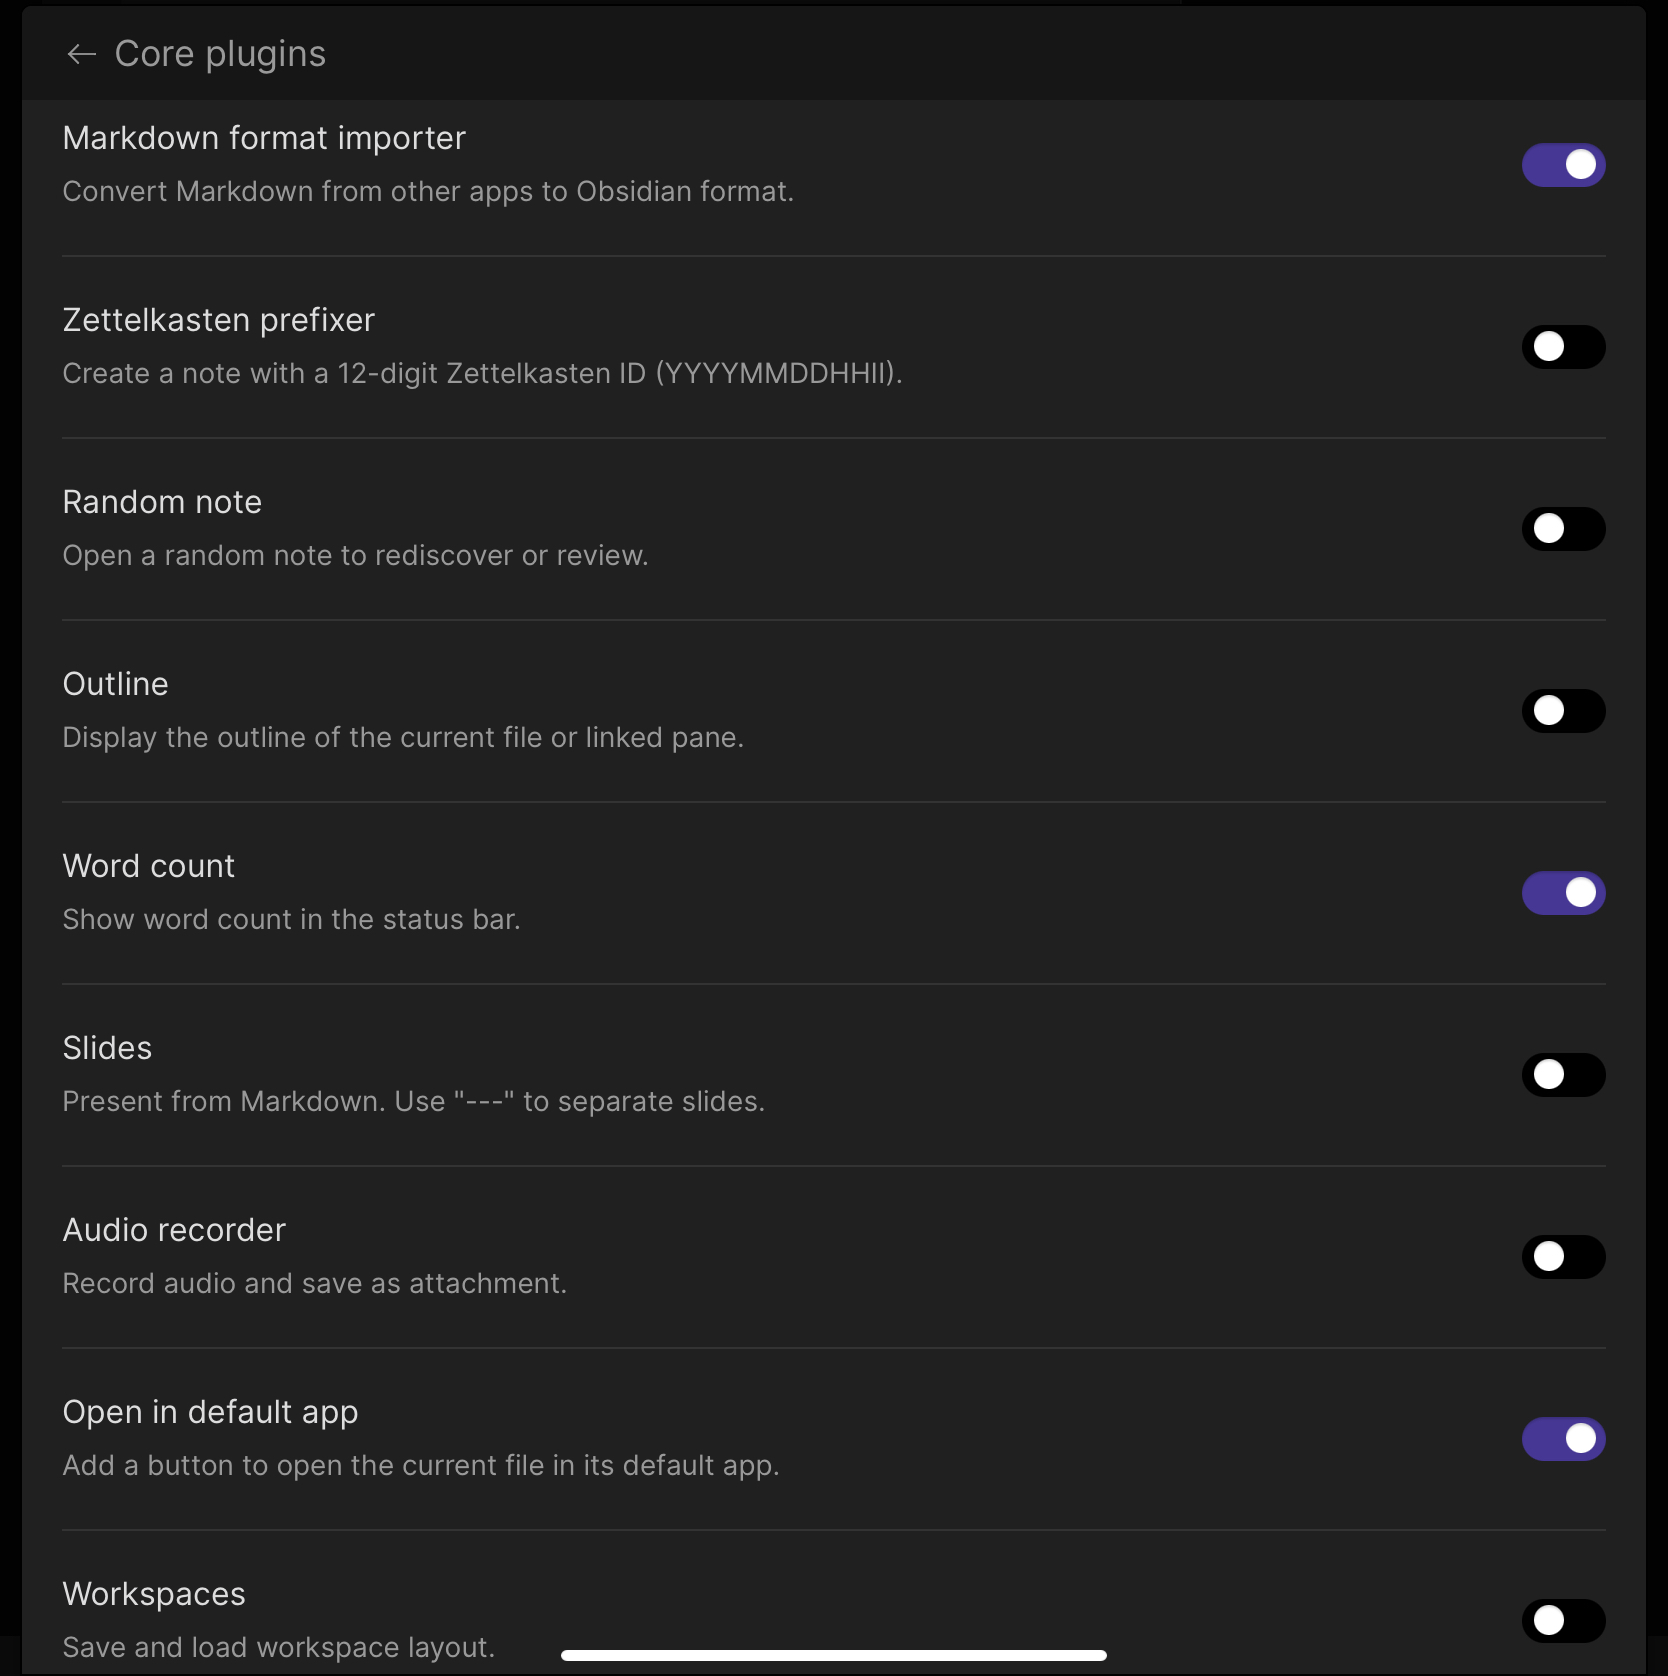 ← Core plugins
Markdown format importer
Convert Markdown from other apps to Obsidian format.
Zettelkasten prefixer
Create a note with a 12-digit Zettelkasten ID (YYYYMMDDHHII).
Random note
Open a random note to rediscover or review.
Outline
Display the outline of the current file or linked pane.
Word count
Show word count in the status bar.
Slides
Present from Markdown. Use "---" to separate slides.
Audio recorder
Record audio and save as attachment.
Open in default app
Add a button to open the current file in its default app.
Workspaces
Save and load workspace layout.